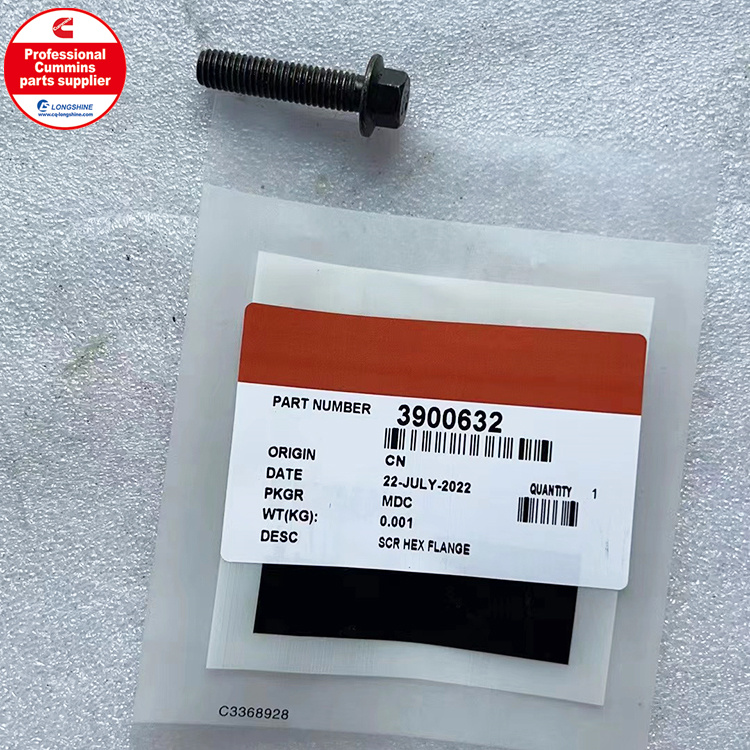 Professional
Cummins
parts supplier
LONGSHINE
www.cq-longshine.com
PART NUMBER 3900632
ORIGIN CN
DATE 22-JULY-2022 QUANTITY 1
PKGR MDC
WT(KG): 0.001
DESC SCR HEX FLANGE
C3368928